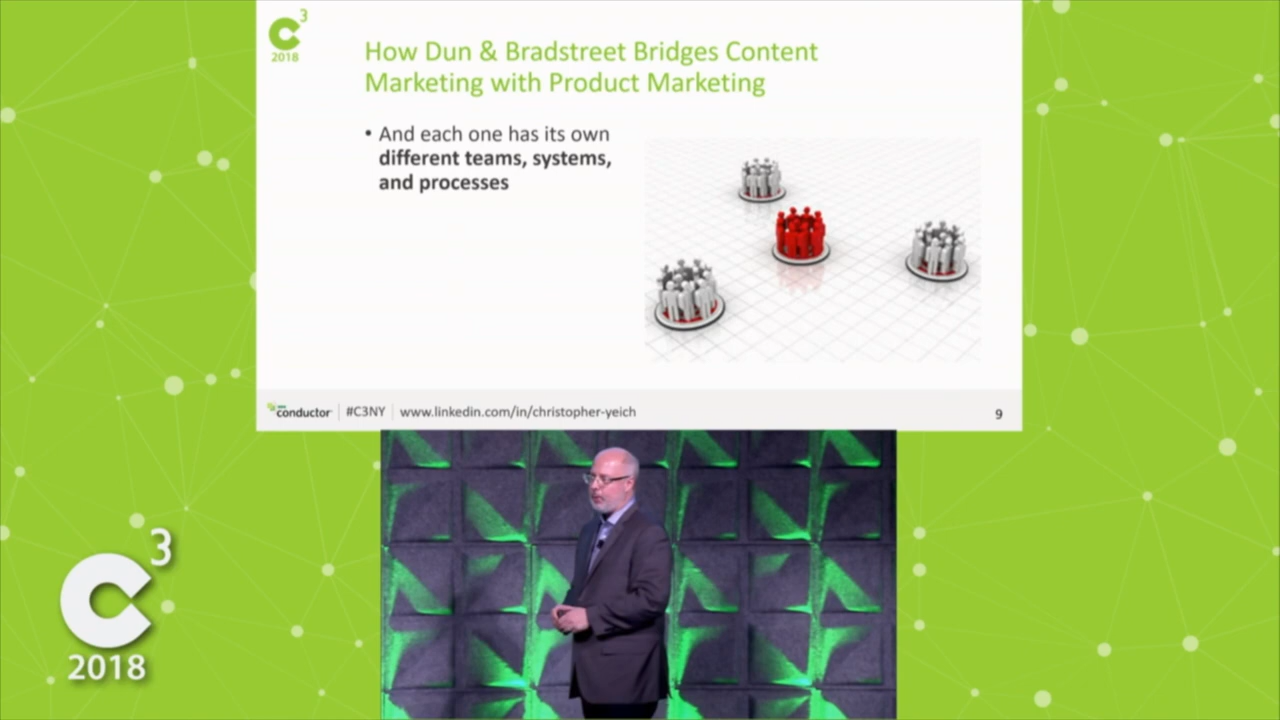 C3
2018
How Dun & Bradstreet Bridges Content
Marketing with Product Marketing
• And each one has its own
different teams, systems,
and processes
conductor #C3NY www.linkedin.com/in/christopher-yeich 9
C3
2018